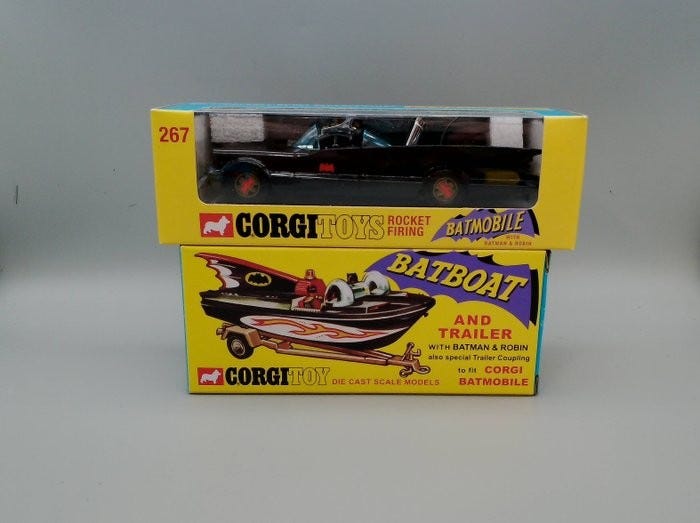 267
CORGI TOYS
ROCKET
FIRING
BATMOBILE
WITH
BATMAN & ROBIN
BATBOAT
AND
TRAILER
WITH BATMAN & ROBIN
also special Trailer Coupling
to fit CORGI
BATMOBILE
CORGI TOY DIE CAST SCALE MODELS